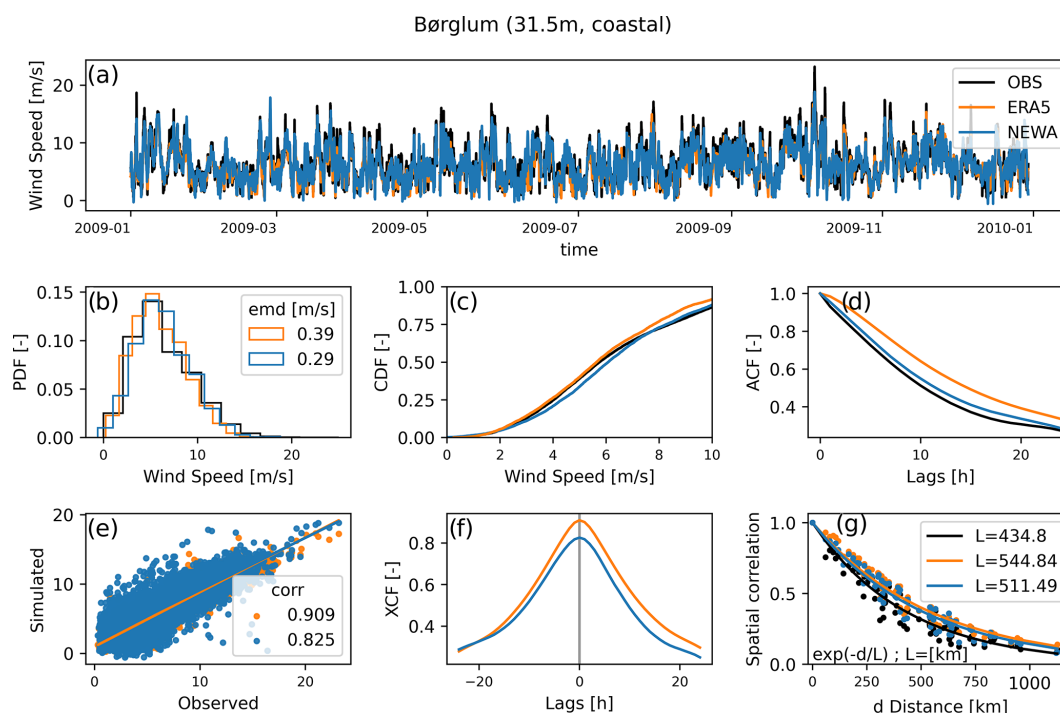 Børglum (31.5m, coastal)
(a)
Wind Speed [m/s]
20
10
0
OBS
ERA5
NEWA
2009-01 2009-03 2009-05 2009-07 2009-09 2009-11 2010-01
time
(b)
PDF [-]
0.15
0.10
0.05
0.00
emd [m/s]
0.39
0.29
0 10 20
Wind Speed [m/s]
(c)
CDF [-]
1.00
0.75
0.50
0.25
0.00
0 2 4 6 8 10
Wind Speed [m/s]
(d)
ACF [-]
1.0
0.8
0.6
0.4
0 10 20
Lags [h]
(e)
Simulated
20
10
0
corr
0.909
0.825
0 10 20
Observed
(f)
XCF [-]
0.8
0.6
0.4
−20 0 20
Lags [h]
(g)
Spatial correlation
1.0
0.5
0.0
L=434.8
L=544.84
L=511.49
exp(-d/L) ; L=[km]
0 250 500 750 1000
d Distance [km]